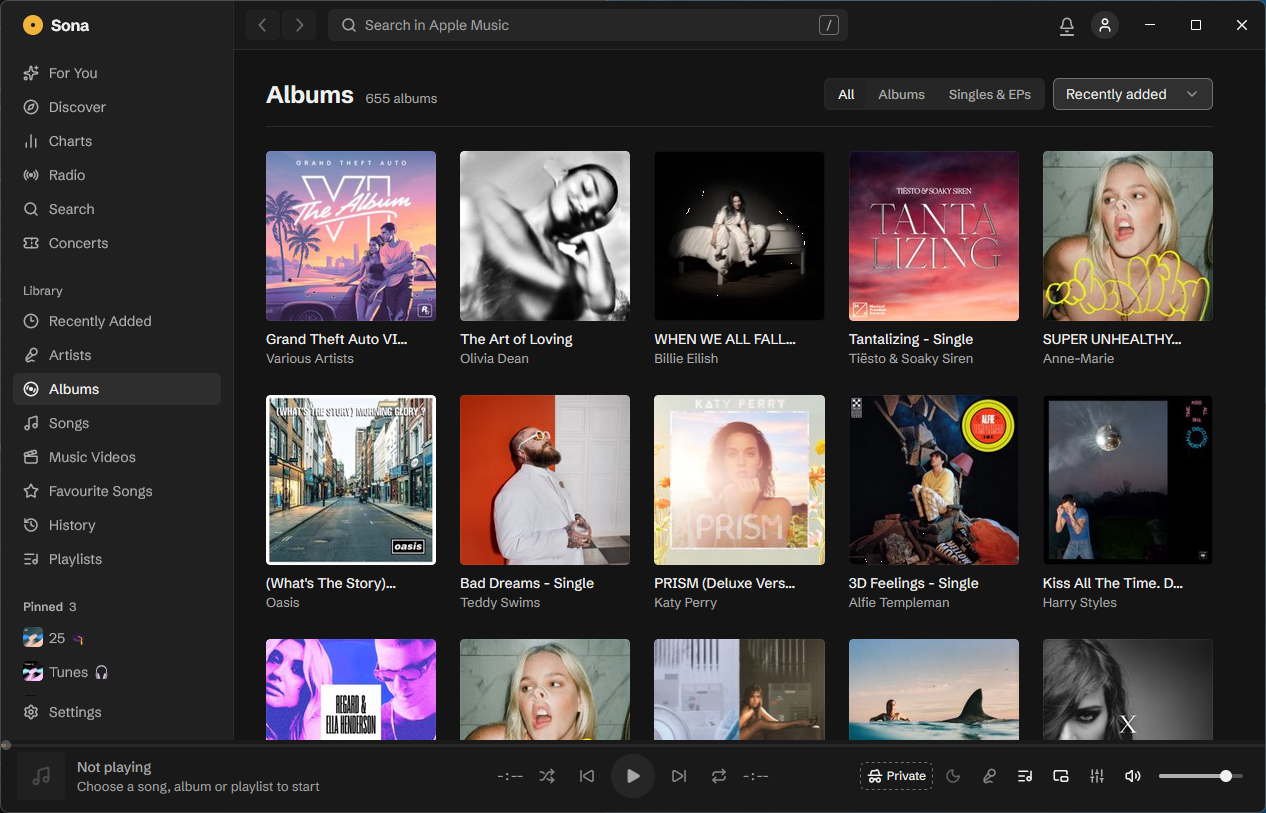 Sona
Search in Apple Music
/
For You
Discover
Charts
Radio
Search
Concerts
Library
Recently Added
Artists
Albums
Songs
Music Videos
Favourite Songs
History
Playlists
Pinned 3
25
Tunes
Settings
Albums 655 albums
All Albums Singles & EPs Recently added
GRAND THEFT AUTO
VI
The Album
TIËSTO & SOAKY SIREN
TANTA
LIZING
Grand Theft Auto VI...
Various Artists
The Art of Loving
Olivia Dean
WHEN WE ALL FALL...
Billie Eilish
Tantalizing - Single
Tiësto & Soaky Siren
SUPER UNHEALTHY...
Anne-Marie
(WHAT'S THE STORY) MORNING GLORY ?
oasis
KATY PERRY
PRISM
ALFIE
(What's The Story)...
Oasis
Bad Dreams - Single
Teddy Swims
PRISM (Deluxe Vers...
Katy Perry
3D Feelings - Single
Alfie Templeman
Kiss All The Time. D...
Harry Styles
REGARD &
ELLA HENDERSON
X
Not playing
Choose a song, album or playlist to start
-:--
-:--
Private